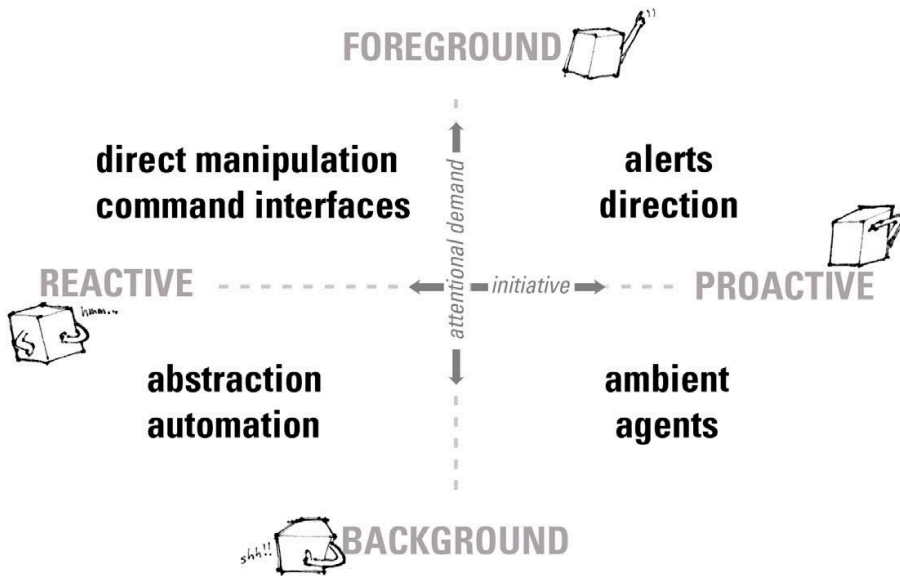 FOREGROUND
direct manipulation
command interfaces
alerts
direction
attentional demand
REACTIVE
initiative
PROACTIVE
hmm...
abstraction
automation
ambient
agents
shh!!
BACKGROUND